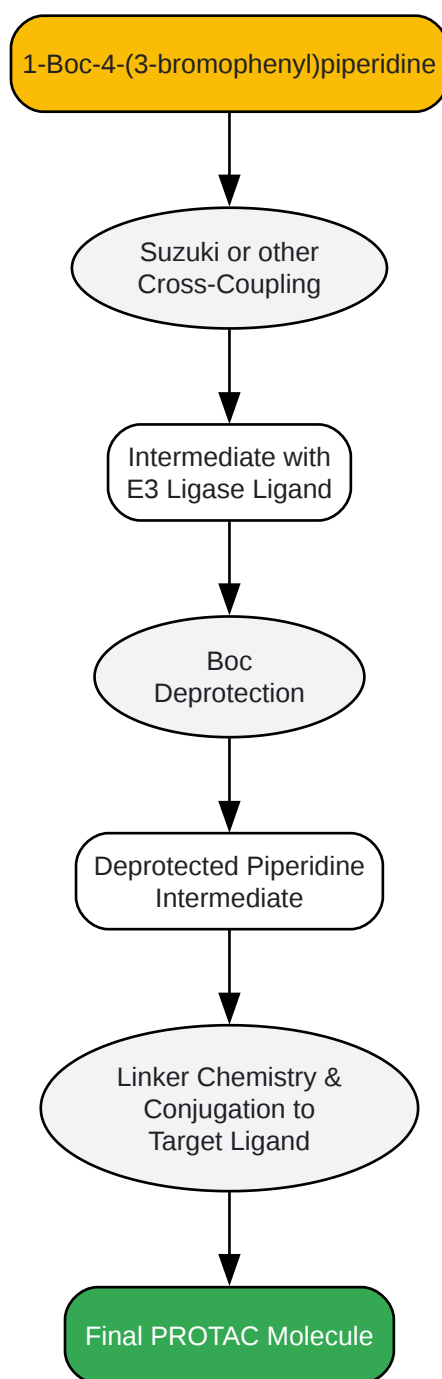 1-Boc-4-(3-bromophenyl)piperidine
Suzuki or other
Cross-Coupling
Intermediate with
E3 Ligase Ligand
Boc
Deprotection
Deprotected Piperidine
Intermediate
Linker Chemistry &
Conjugation to
Target Ligand
Final PROTAC Molecule